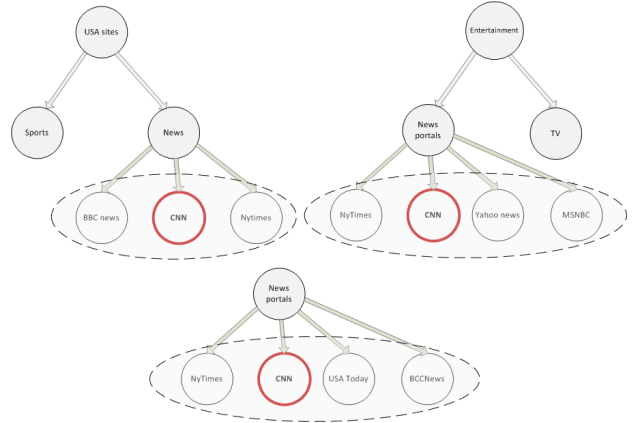 USA sites
Sports
News
BBC news
CNN
Nytimes
Entertainment
News
portals
TV
NyTimes
CNN
Yahoo news
MSNBC
News
portals
NyTimes
CNN
USA Today
BCCNews